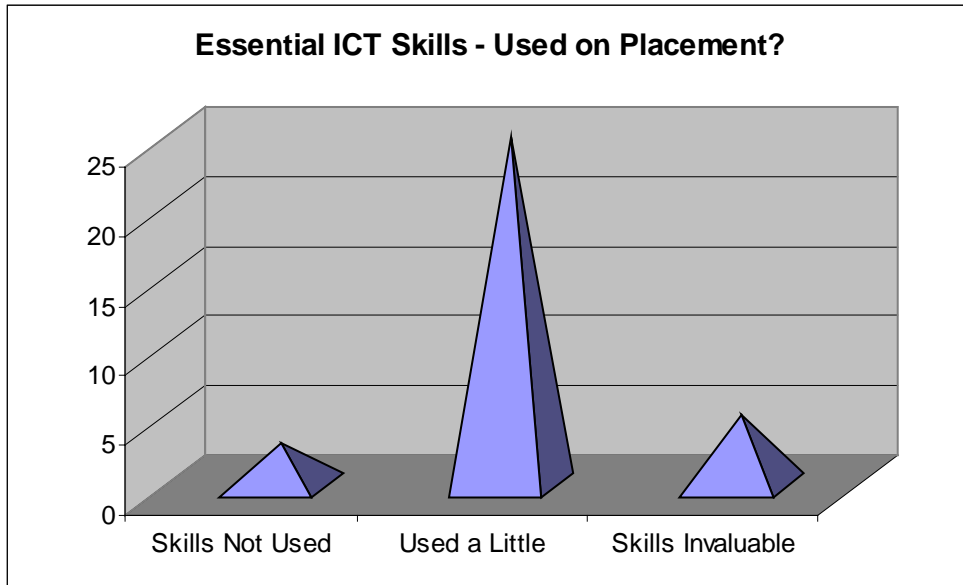 Essential ICT Skills - Used on Placement?
25
20
15
10
5
0
Skills Not Used
Used a Little
Skills Invaluable